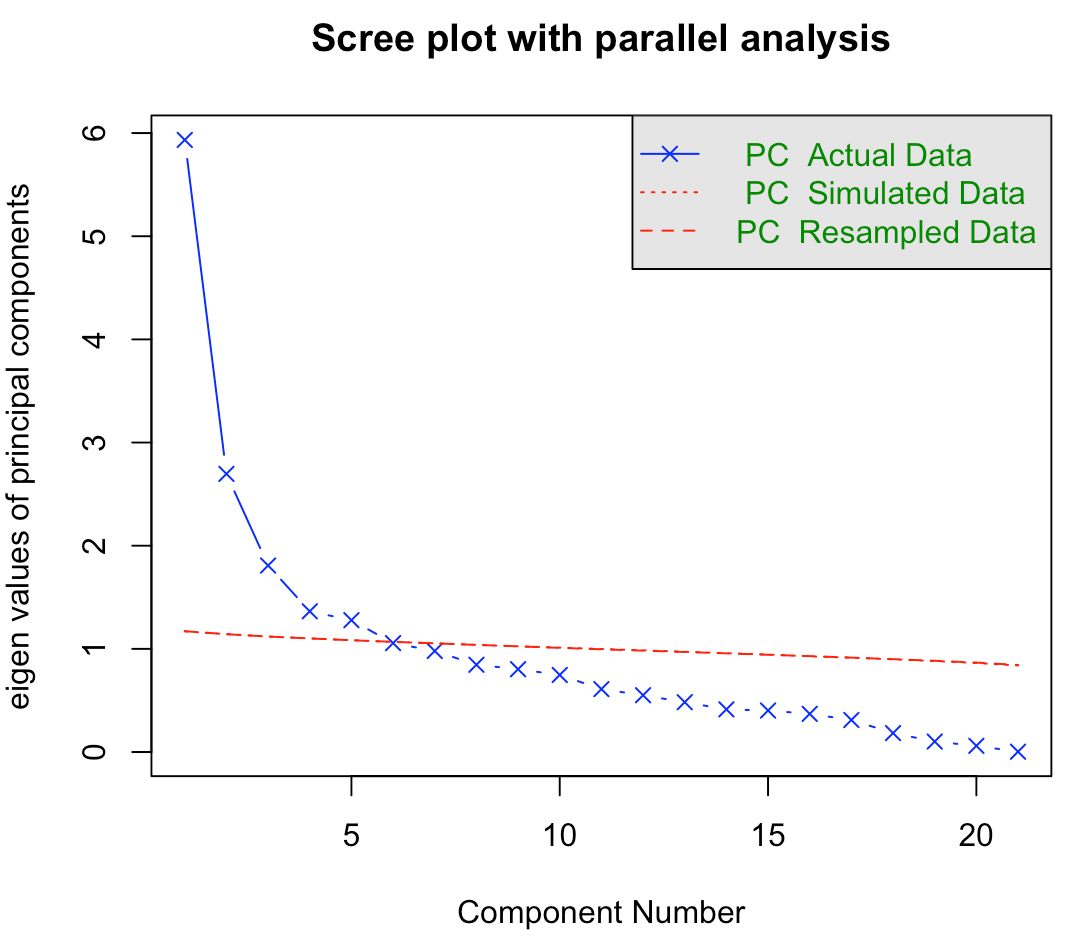 Scree plot with parallel analysis
PC Actual Data
PC Simulated Data
PC Resampled Data
eigen values of principal components
6
5
4
3
2
1
0
5 10 15 20
Component Number